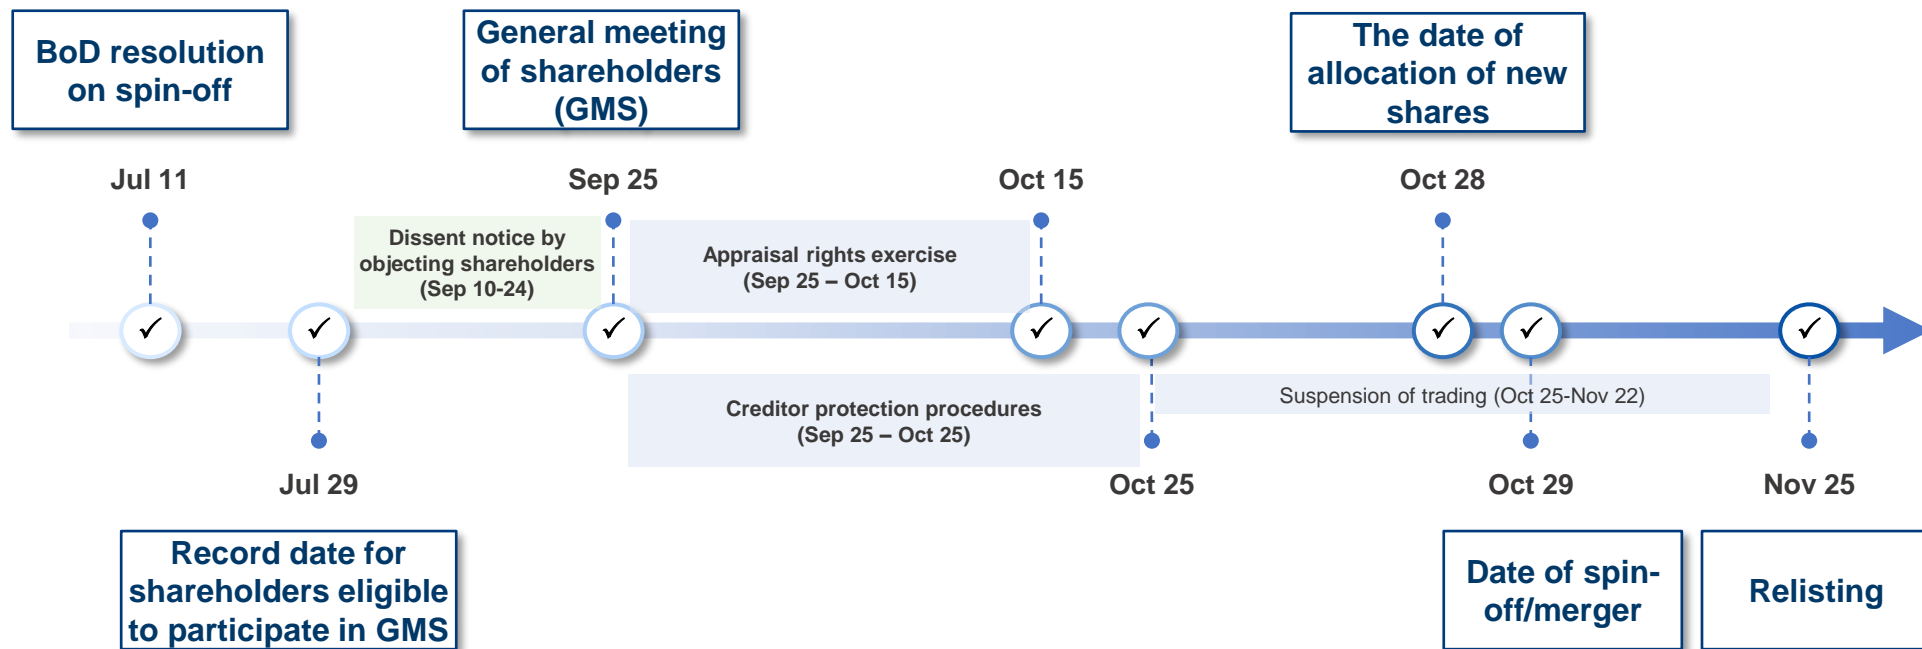 BoD resolution
on spin-off
General meeting
of shareholders
(GMS)
The date of
allocation of new
shares
Jul 11
Sep 25
Oct 15
Oct 28
Dissent notice by
objecting shareholders
(Sep 10-24)
Appraisal rights exercise
(Sep 25 – Oct 15)
Creditor protection procedures
(Sep 25 – Oct 25)
Suspension of trading (Oct 25-Nov 22)
Jul 29
Oct 25
Oct 29
Nov 25
Record date for
shareholders eligible
to participate in GMS
Date of spin-
off/merger
Relisting